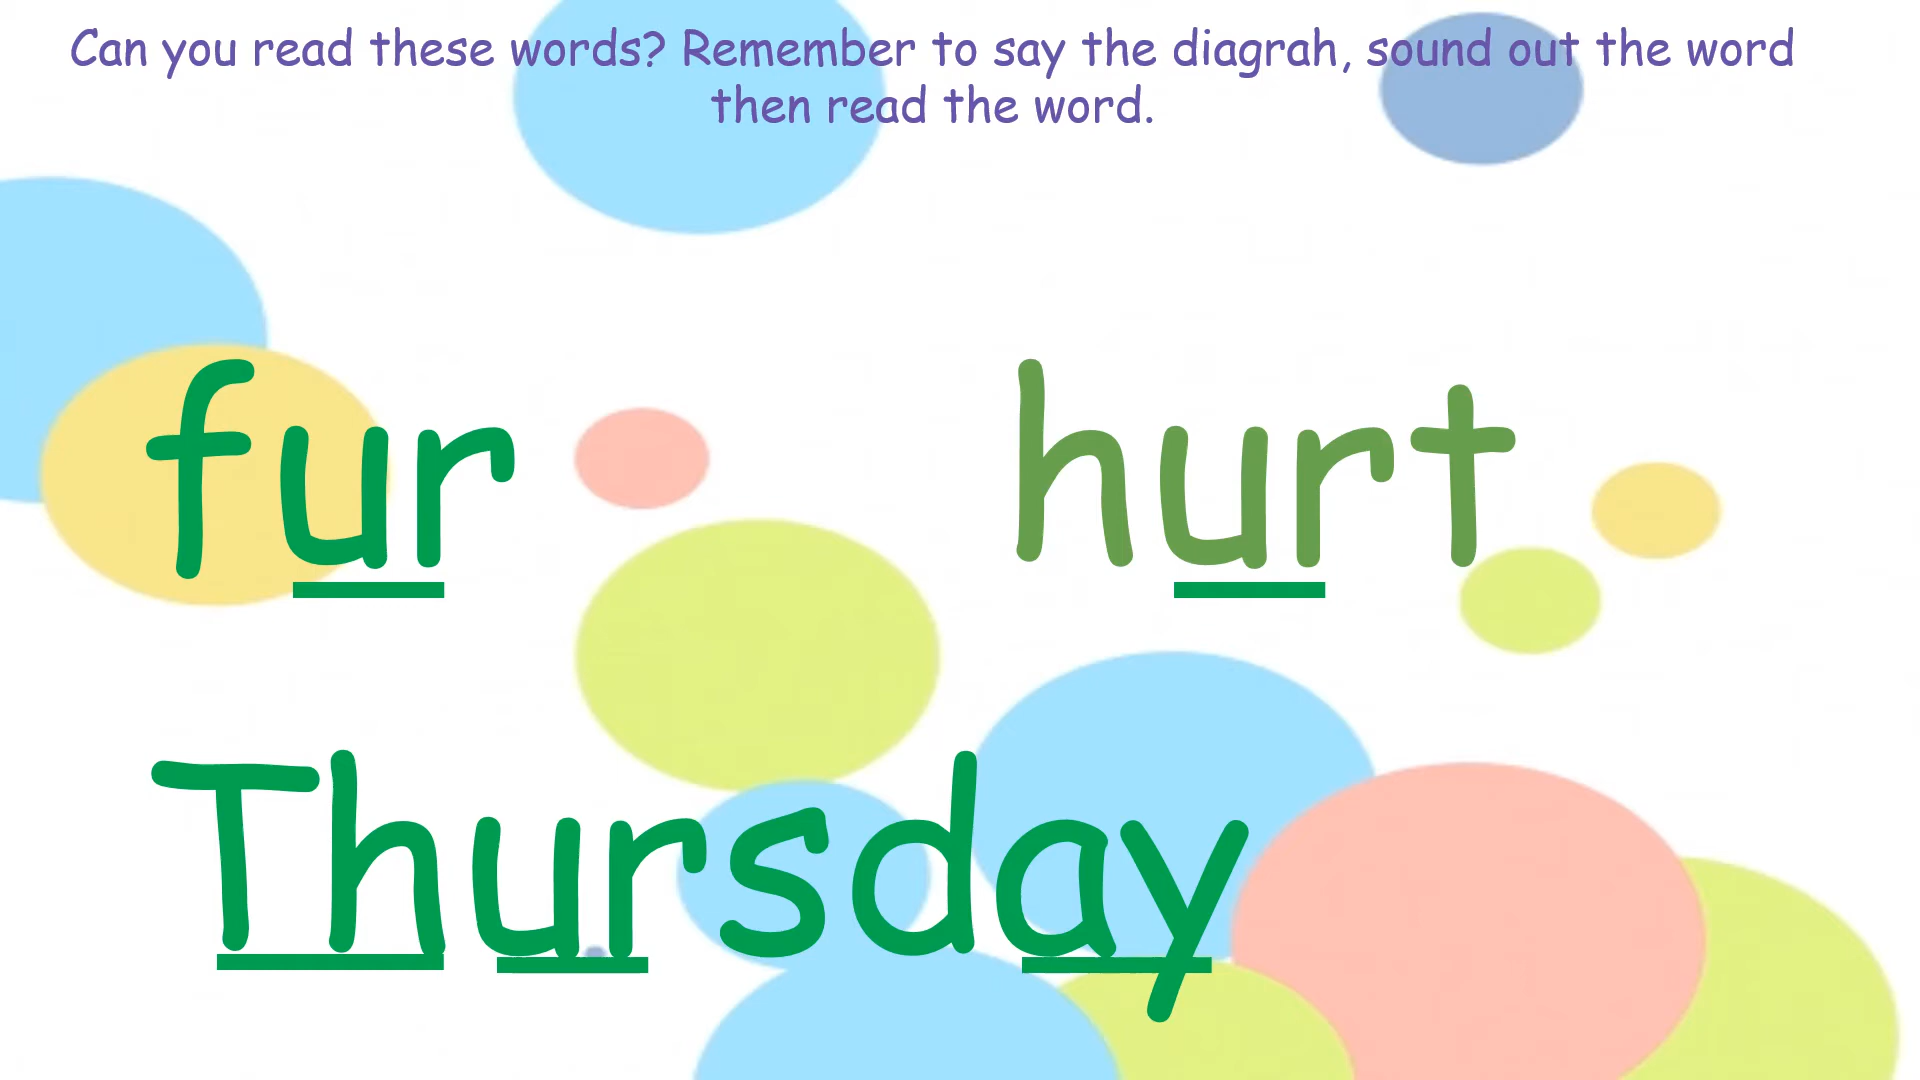 Can you read these words? Remember to say the diagrah, sound out the word
then read the word.
fur hurt
Thursday